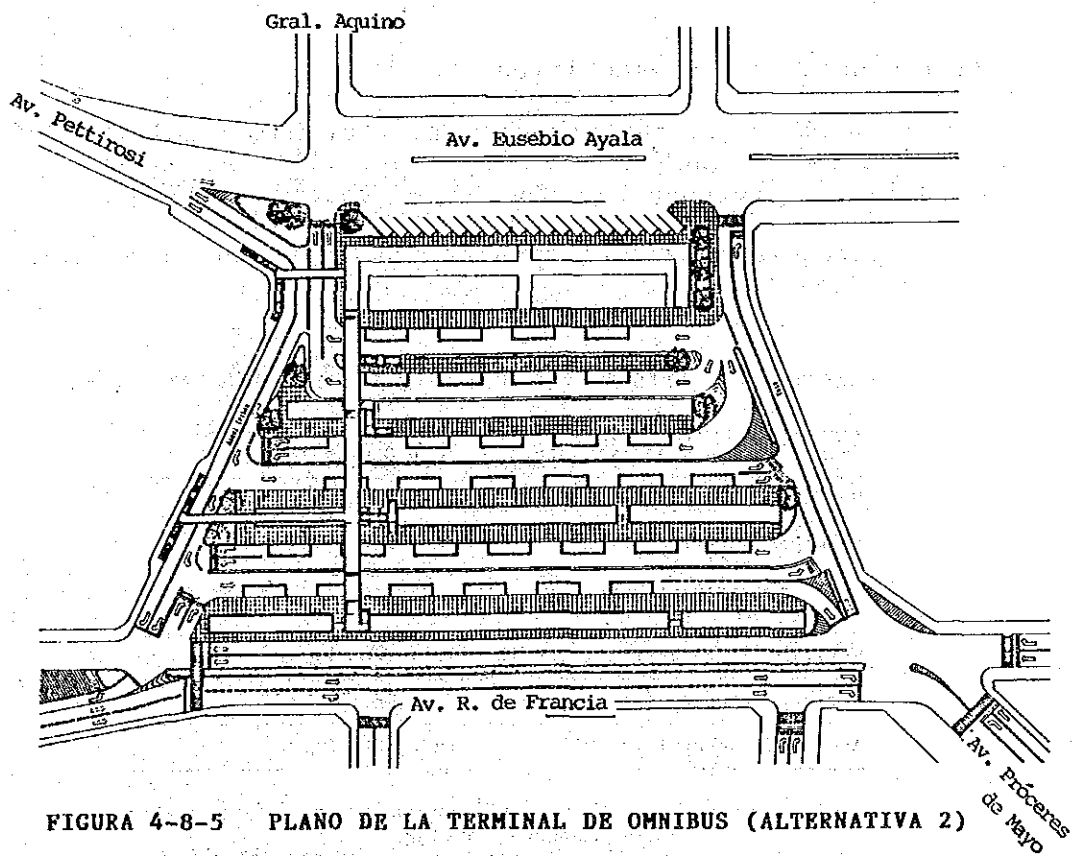 Gral. Aquino
Av. Pettirosi
Av. Eusebio Ayala
Av. R. de Francia
Av. Próceres
de Mayo
FIGURA 4-8-5 PLANO DE LA TERMINAL DE OMNIBUS (ALTERNATIVA 2)